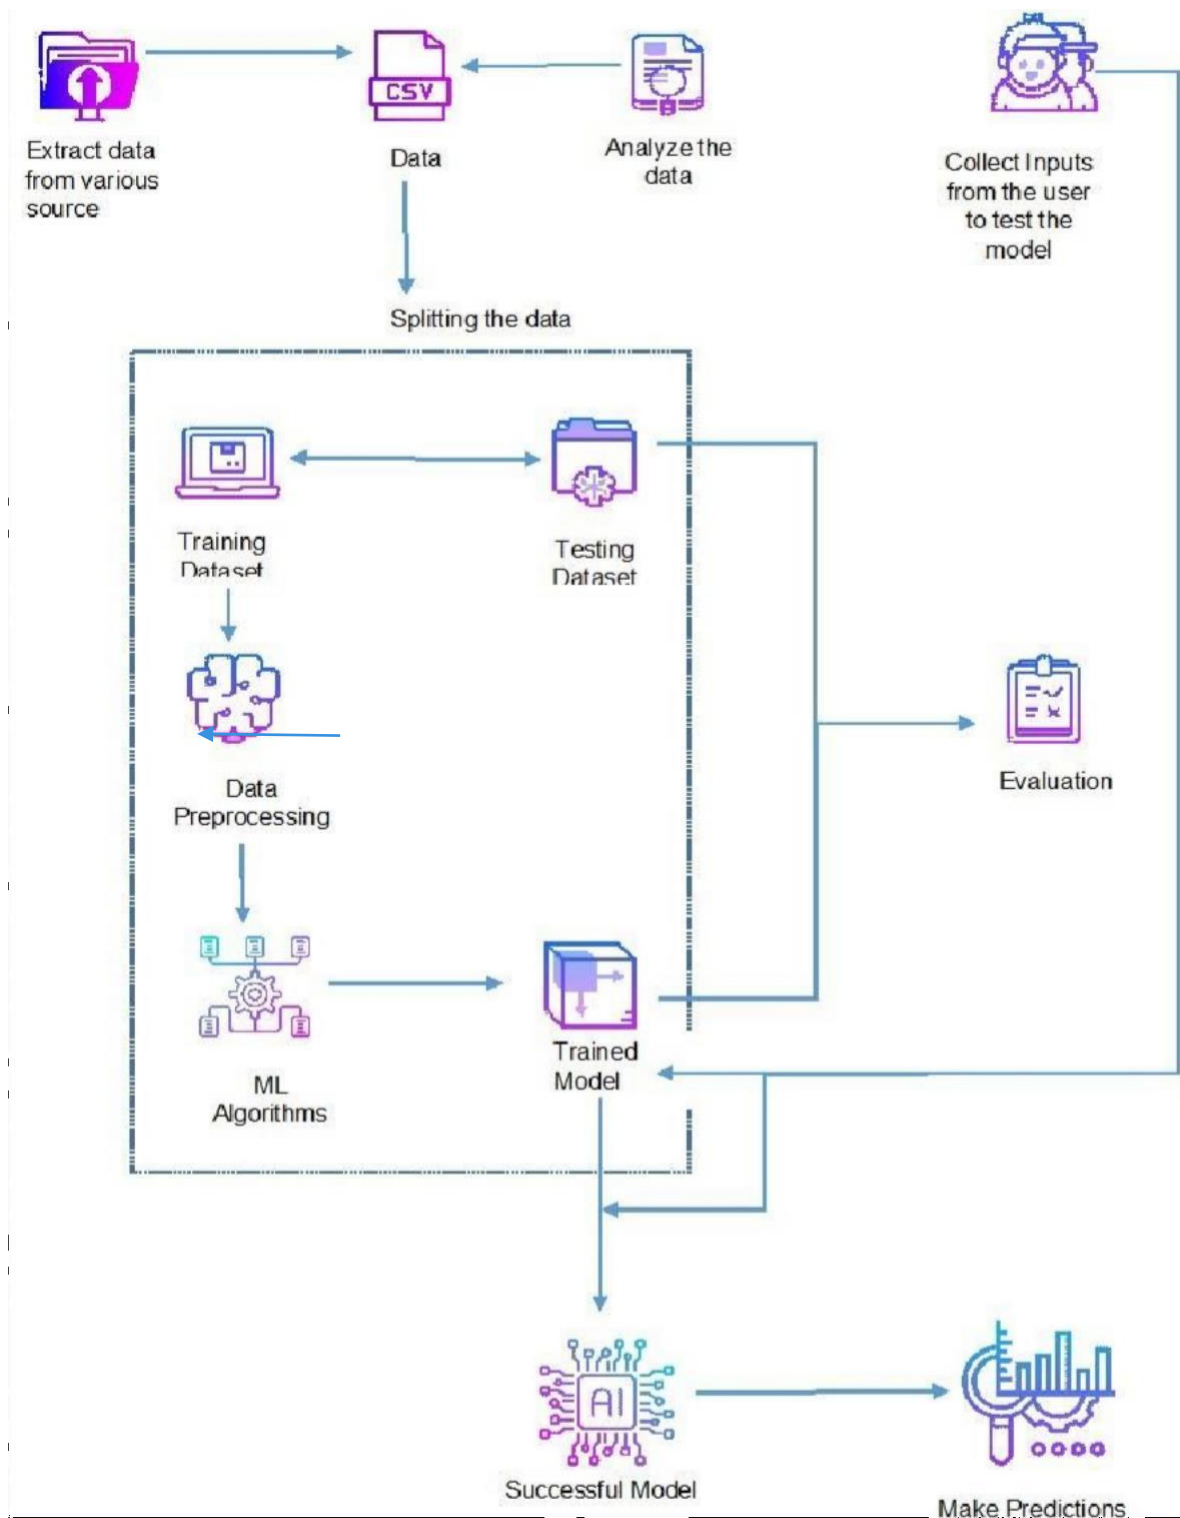 CSV
Extract data
from various
source
Data
Analyze the
data
Collect Inputs
from the user
to test the
model
Splitting the data
Training
Dataset
Testing
Dataset
Data
Preprocessing
Evaluation
ML
Algorithms
Trained
Model
AI
Successful Model
Make Predictions